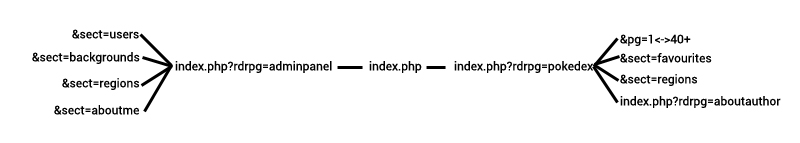 &sect=users
&sect=backgrounds
&sect=regions
&sect=aboutme
index.php?rdrpg=adminpanel
index.php
index.php?rdrpg=pokedex
&pg=1<->40+
&sect=favourites
&sect=regions
index.php?rdrpg=aboutauthor